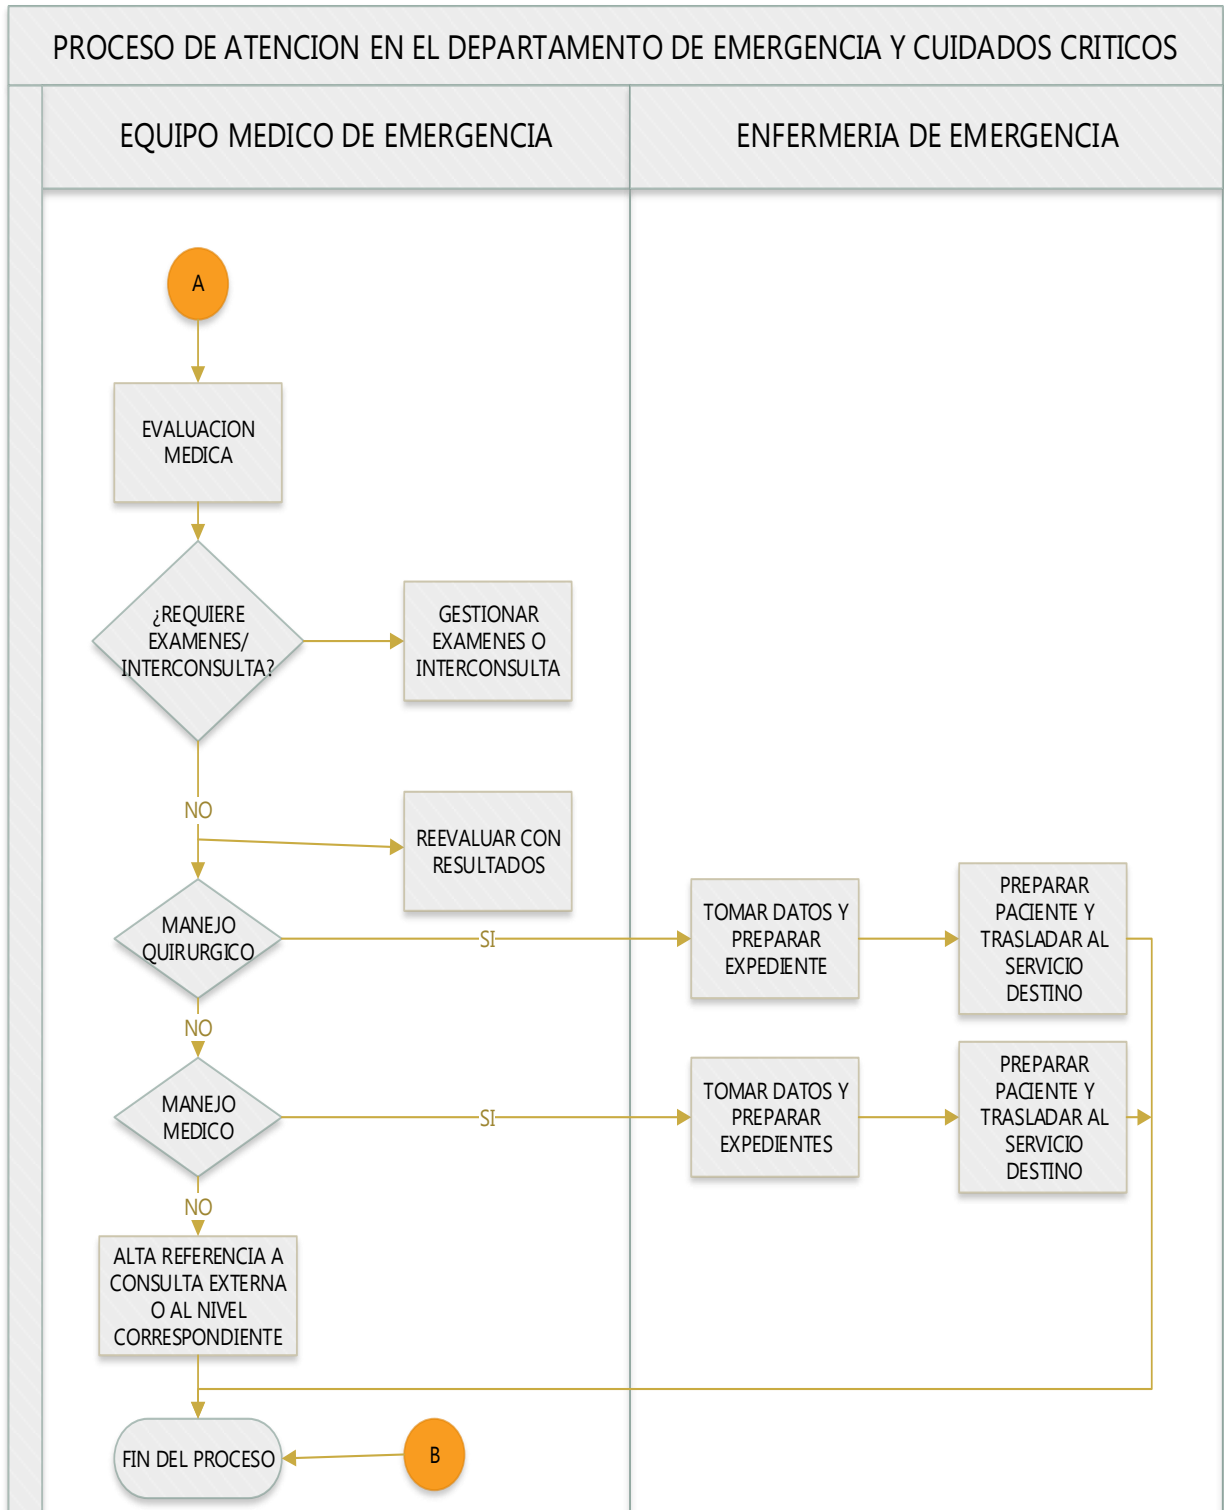 PROCESO DE ATENCION EN EL DEPARTAMENTO DE EMERGENCIA Y CUIDADOS CRITICOS
EQUIPO MEDICO DE EMERGENCIA
ENFERMERIA DE EMERGENCIA
A
EVALUACION
MEDICA
¿REQUIERE
EXAMENES/
INTERCONSULTA?
GESTIONAR
EXAMENES O
INTERCONSULTA
NO
REEVALUAR CON
RESULTADOS
MANEJO
QUIRURGICO
SI
TOMAR DATOS Y
PREPARAR
EXPEDIENTE
PREPARAR
PACIENTE Y
TRASLADAR AL
SERVICIO
DESTINO
NO
MANEJO
MEDICO
SI
TOMAR DATOS Y
PREPARAR
EXPEDIENTES
PREPARAR
PACIENTE Y
TRASLADAR AL
SERVICIO
DESTINO
NO
ALTA REFERENCIA A
CONSULTA EXTERNA
O AL NIVEL
CORRESPONDIENTE
FIN DEL PROCESO
B